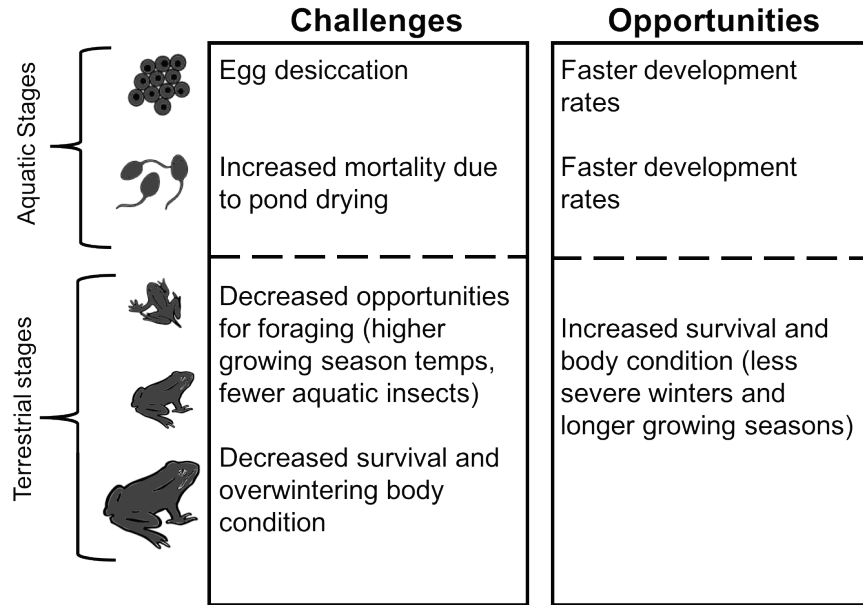 Challenges
Opportunities
Aquatic Stages
Egg desiccation
Faster development
rates
Increased mortality due
to pond drying
Faster development
rates
Terrestrial stages
Decreased opportunities
for foraging (higher
growing season temps,
fewer aquatic insects)
Decreased survival and
overwintering body
condition
Increased survival and
body condition (less
severe winters and
longer growing seasons)